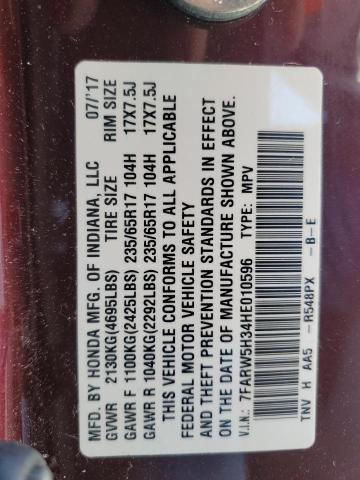 MFD. BY HONDA MFG. OF INDIANA, LLC 07/'17
GVWR 2130KG(4695LBS) TIRE SIZE RIM SIZE
GAWR F 1100KG(2425LBS) 235/65R17 104H 17X7.5J
GAWR R 1040KG(2292LBS) 235/65R17 104H 17X7.5J
THIS VEHICLE CONFORMS TO ALL APPLICABLE
FEDERAL MOTOR VEHICLE SAFETY
AND THEFT PREVENTION STANDARDS IN EFFECT
ON THE DATE OF MANUFACTURE SHOWN ABOVE.
V.I.N.: 7FARW5H34HE010596 TYPE: MPV
TNV H AA5 -R548PX -B-E